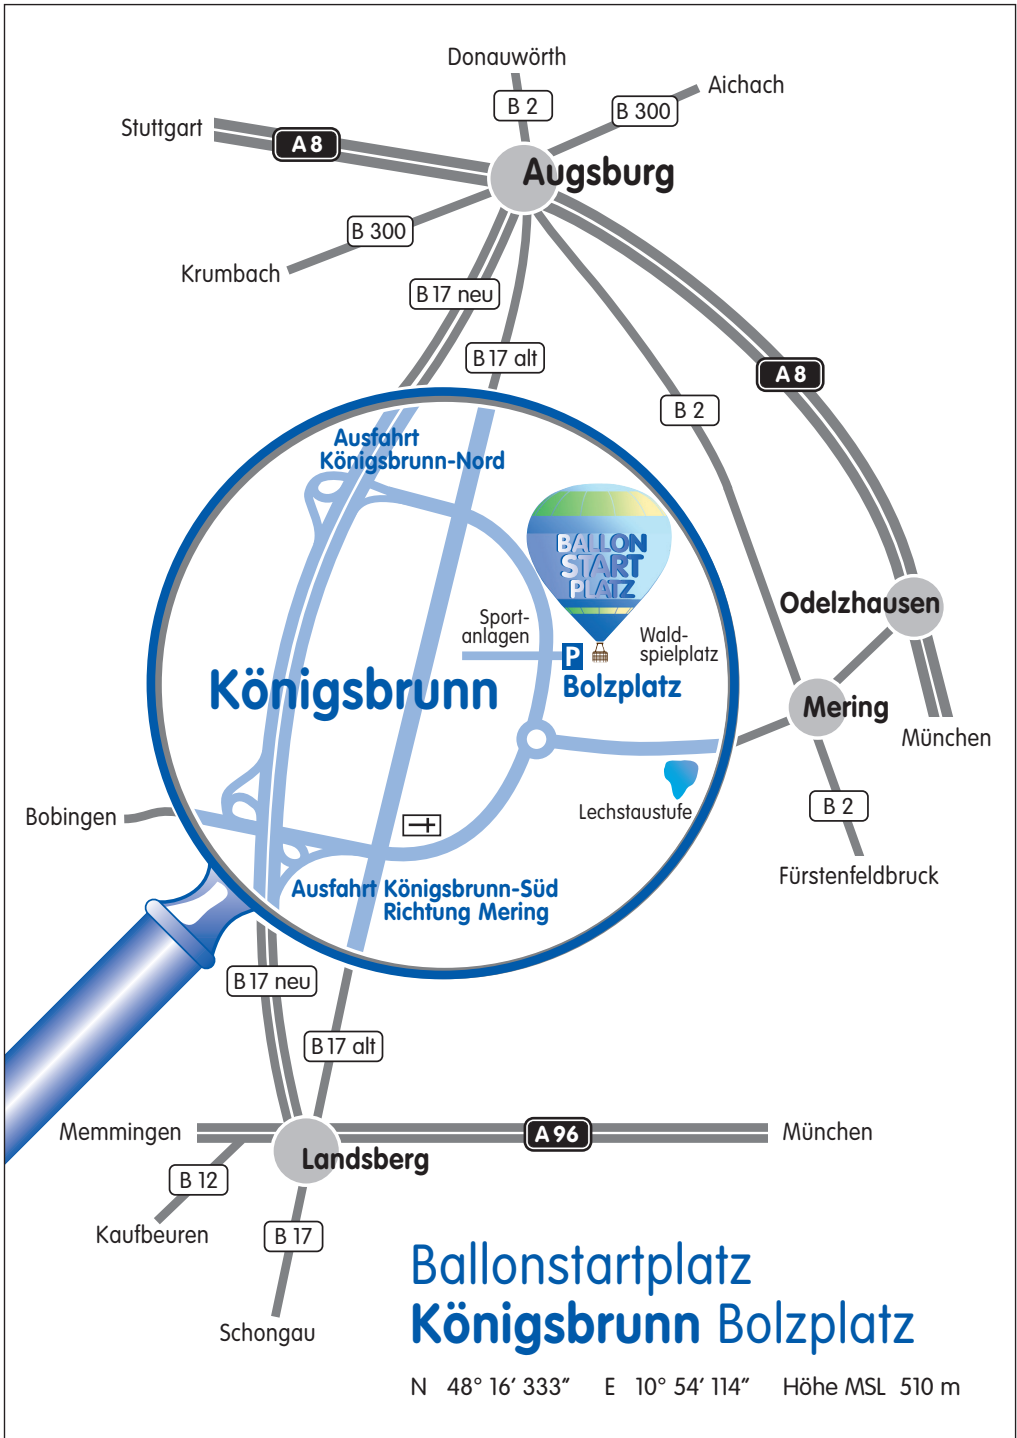 Donauwörth
Aichach
B 2
B 300
Stuttgart
A 8
Augsburg
B 300
Krumbach
B 17 neu
B 17 alt
A 8
B 2
Ausfahrt
Königsbrunn-Nord
BALLON
START
PLATZ
Odelzhausen
Sport-
anlagen
Wald-
spielplatz
P
Bolzplatz
Königsbrunn
Mering
München
Lechstaustufe
Bobingen
B 2
Fürstenfeldbruck
Ausfahrt Königsbrunn-Süd
Richtung Mering
B 17 neu
B 17 alt
Memmingen
A 96
München
Landsberg
B 12
Kaufbeuren
B 17
Schongau
Ballonstartplatz
Königsbrunn Bolzplatz
N 48° 16′ 333″ E 10° 54′ 114″ Höhe MSL 510 m